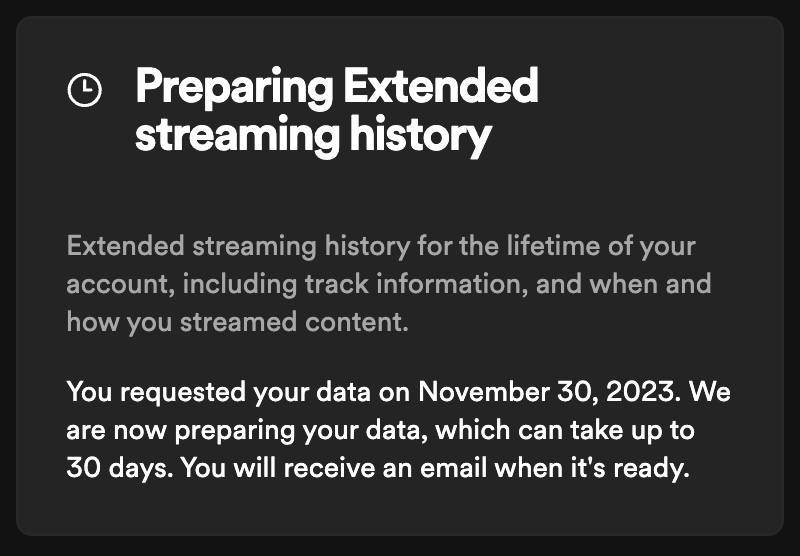 Preparing Extended
streaming history
Extended streaming history for the lifetime of your
account, including track information, and when and
how you streamed content.
You requested your data on November 30, 2023. We
are now preparing your data, which can take up to
30 days. You will receive an email when it's ready.